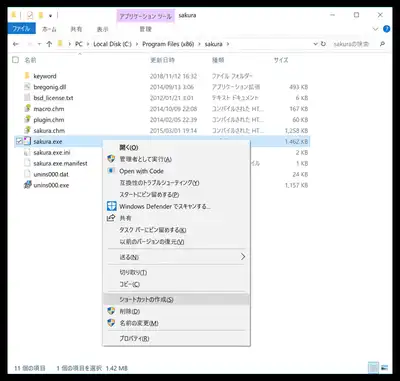 アプリケーション ツール sakura
ファイル ホーム 共有 表示 管理
PC › Local Disk (C:) › Program Files (x86) › sakura
sakuraの検索
名前 更新日時 種類 サイズ
keyword 2018/11/12 16:32 ファイル フォルダー
bregonig.dll 2014/09/13 3:06 アプリケーション拡張 493 KB
bsd_license.txt 2012/01/21 3:01 テキスト ドキュメント 6 KB
macro.chm 2014/10/09 2:08 コンパイルされた HT... 167 KB
plugin.chm 2014/10/09 2:05 コンパイルされた HT... 60 KB
sakura.chm 2015/03/01 19:14 コンパイルされた HT... 1,258 KB
sakura.exe 1,462 KB
sakura.exe.ini 2 KB
sakura.exe.manifest 1 KB
unins000.dat 24 KB
unins000.exe 1,157 KB
開く(O)
管理者として実行(A)
Open with Code
互換性のトラブルシューティング(Y)
スタートにピン留めする(P)
Windows Defender でスキャンする...
共有
タスク バーにピン留めする(K)
以前のバージョンの復元(V)
送る(N)
切り取り(T)
コピー(C)
ショートカットの作成(S)
削除(D)
名前の変更(M)
プロパティ(R)
11 個の項目 1 個の項目を選択 1.42 MB